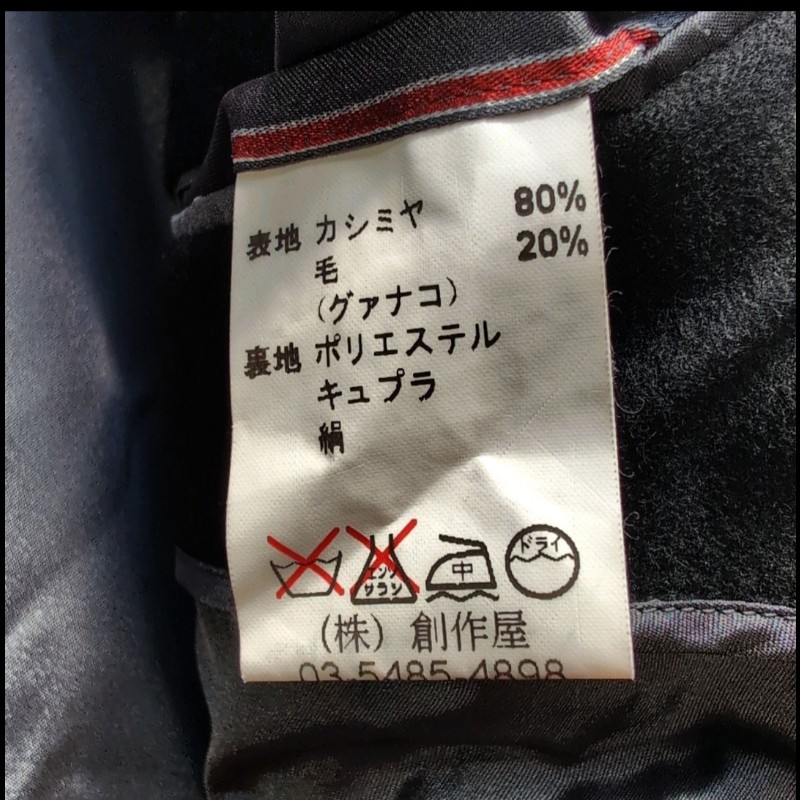 表地 カシミヤ 80%
毛 20%
(グァナコ)
裏地 ポリエステル
キュプラ
絹
エンソ
サラシ
中
ドライ
(株) 創作屋
03-5485-4898